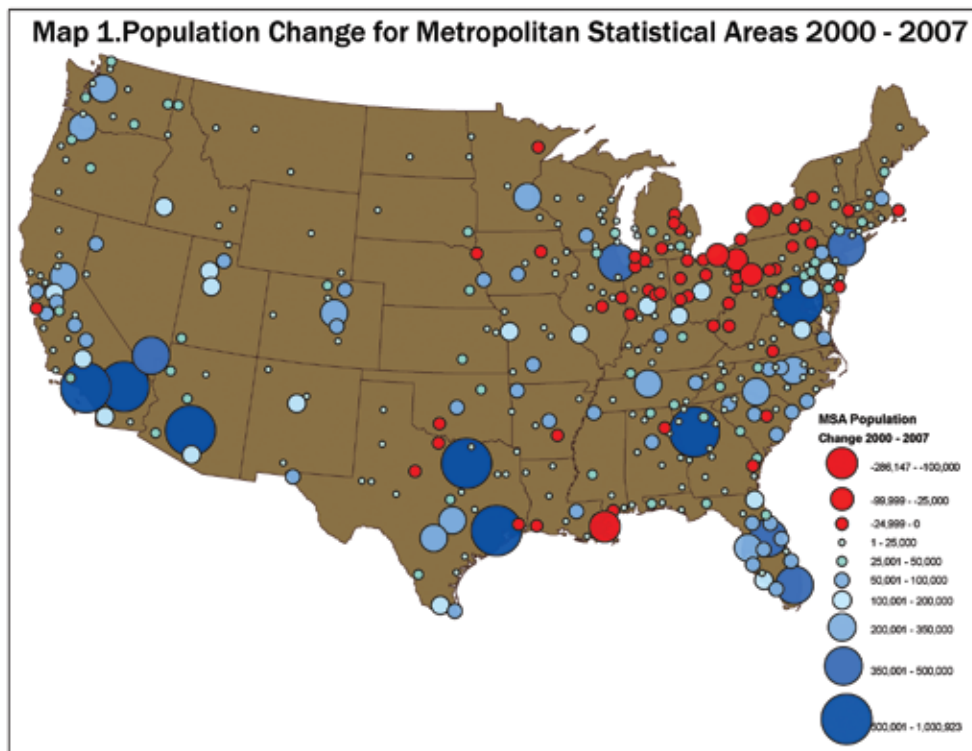 Map 1.Population Change for Metropolitan Statistical Areas 2000 - 2007
MSA Population
Change 2000 - 2007
-286,147 - -100,000
-99,999 - -25,000
-24,999 - 0
1 - 25,000
25,001 - 50,000
50,001 - 100,000
100,001 - 200,000
200,001 - 350,000
350,001 - 500,000
500,001 - 1,030,923